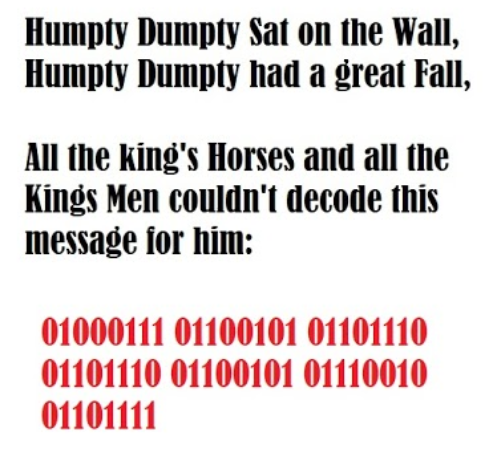 Humpty Dumpty Sat on the Wall,
Humpty Dumpty had a great Fall,
All the king's Horses and all the
Kings Men couldn't decode this
message for him:
01000111 01100101 01101110
01101110 01100101 01110010
01101111